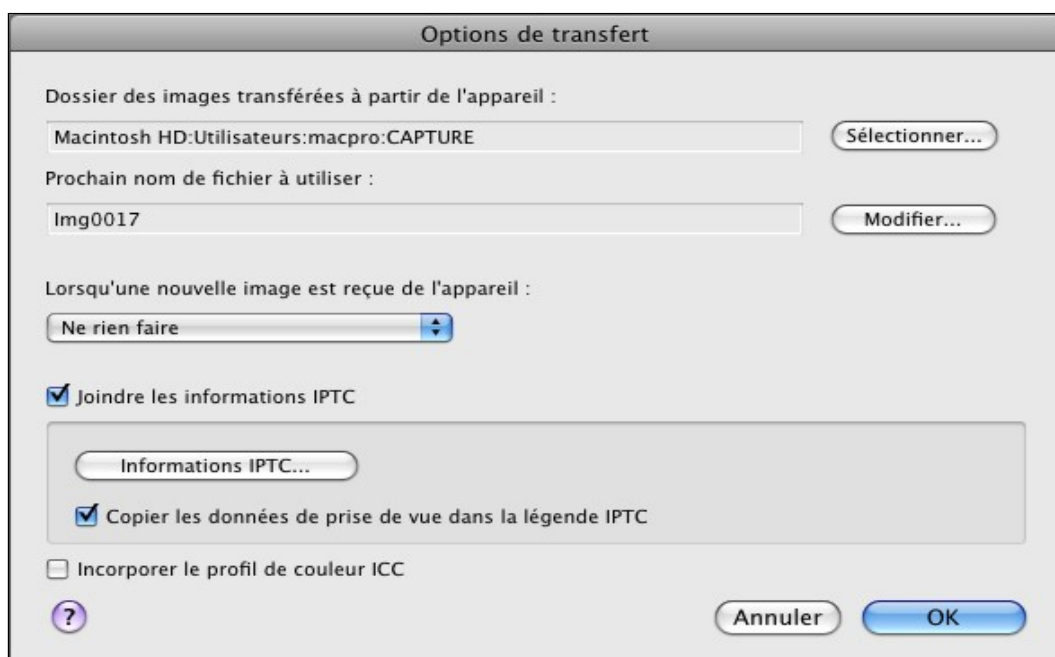 Options de transfert
Dossier des images transférées à partir de l'appareil :
Macintosh HD:Utilisateurs:macpro:CAPTURE
Sélectionner...
Prochain nom de fichier à utiliser :
Img0017
Modifier...
Lorsqu'une nouvelle image est reçue de l'appareil :
Ne rien faire
Joindre les informations IPTC
Informations IPTC...
Copier les données de prise de vue dans la légende IPTC
Incorporer le profil de couleur ICC
?
Annuler
OK